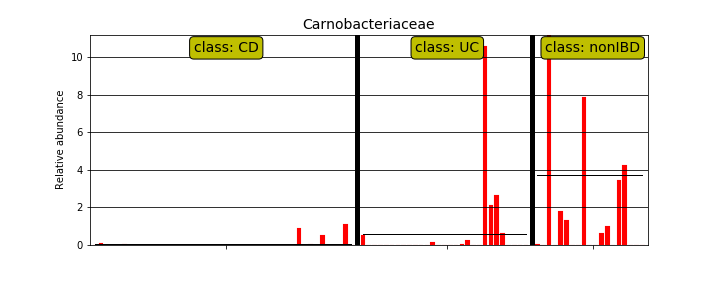 Carnobacteriaceae
class: CD
class: UC
class: nonIBD
Relative abundance
10
8
6
4
2
0